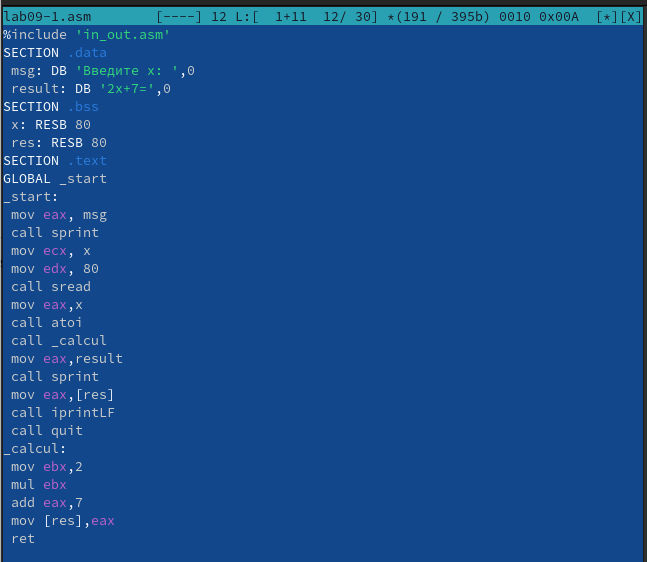 lab09-1.asm [----] 12 L:[ 1+11 12/ 30] *(191 / 395b) 0010 0x00A [*][X]
%include 'in_out.asm'
SECTION .data
msg: DB 'Введите x: ',0
result: DB '2x+7=',0
SECTION .bss
x: RESB 80
res: RESB 80
SECTION .text
GLOBAL _start
_start:
mov eax, msg
call sprint
mov ecx, x
mov edx, 80
call sread
mov eax,x
call atoi
call _calcul
mov eax,result
call sprint
mov eax,[res]
call iprintLF
call quit
_calcul:
mov ebx,2
mul ebx
add eax,7
mov [res],eax
ret